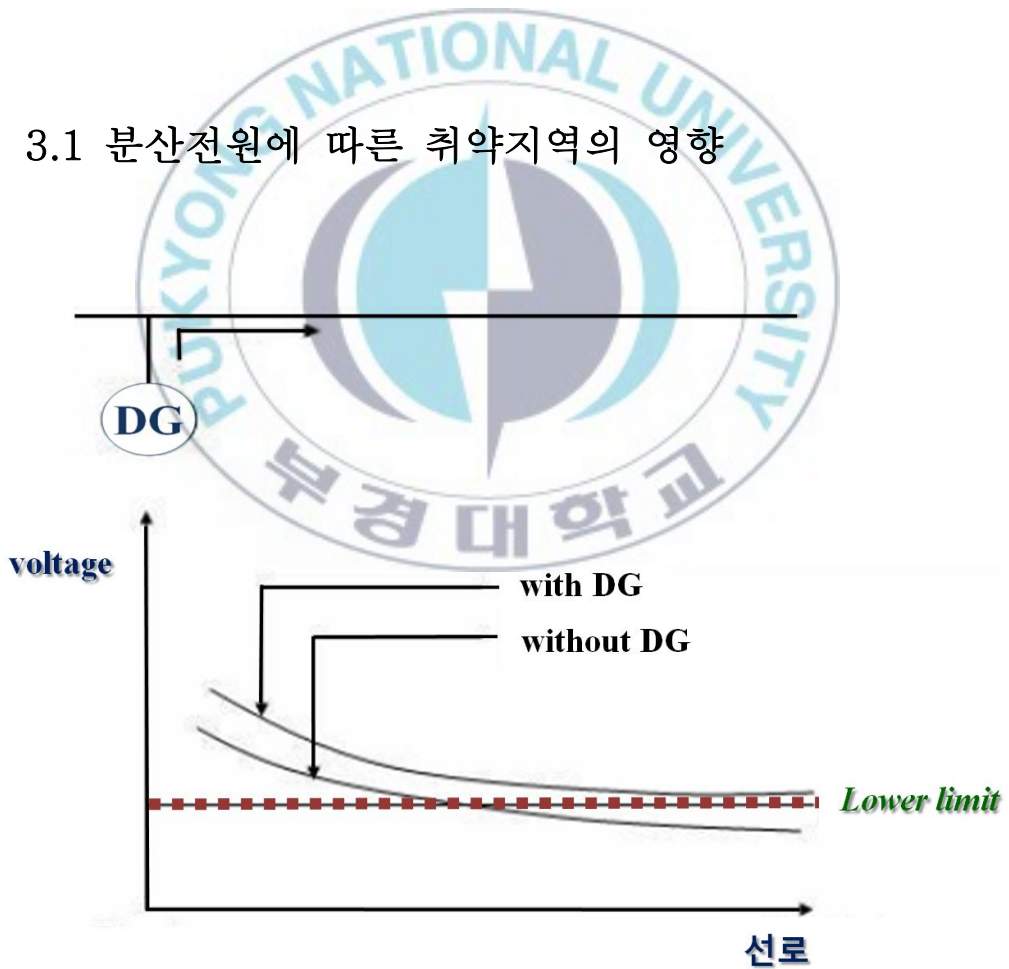 PUKYONG NATIONAL UNIVERSITY
3.1 분산전원에 따른 취약지역의 영향
DG
부경대학교
voltage
with DG
without DG
Lower limit
선로